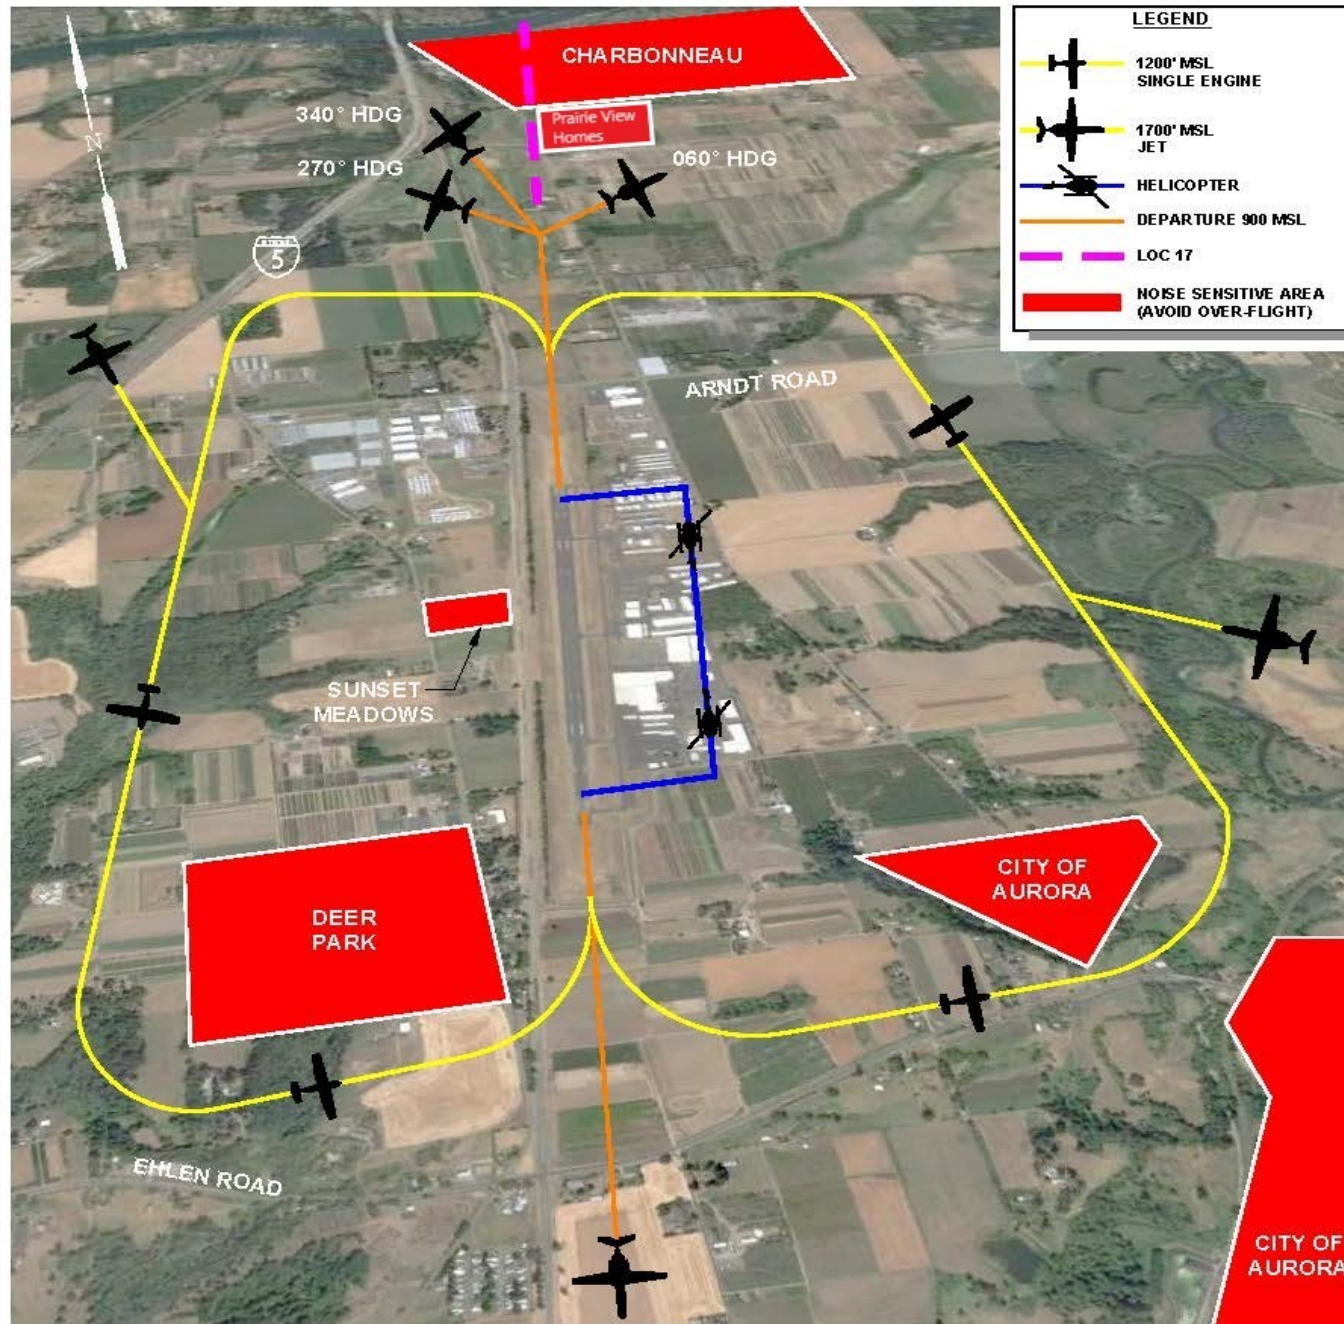 LEGEND
1200' MSL
SINGLE ENGINE
1700' MSL
JET
HELICOPTER
DEPARTURE 900 MSL
LOC 17
NOISE SENSITIVE AREA
(AVOID OVER-FLIGHT)
N
CHARBONNEAU
340° HDG
Prairie View
Homes
270° HDG
060° HDG
5
ARNDT ROAD
SUNSET
MEADOWS
CITY OF
AURORA
DEER
PARK
EHLEN ROAD
CITY OF
AURORA